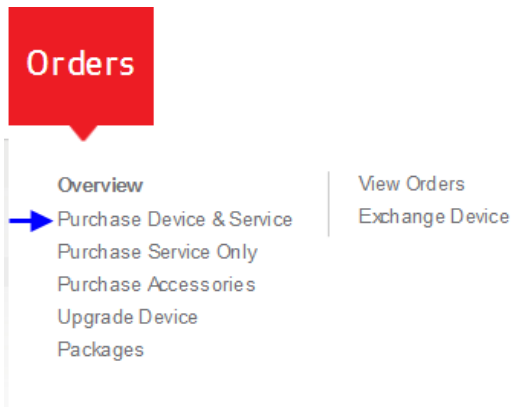 Orders
Overview
Purchase Device & Service
Purchase Service Only
Purchase Accessories
Upgrade Device
Packages
View Orders
Exchange Device